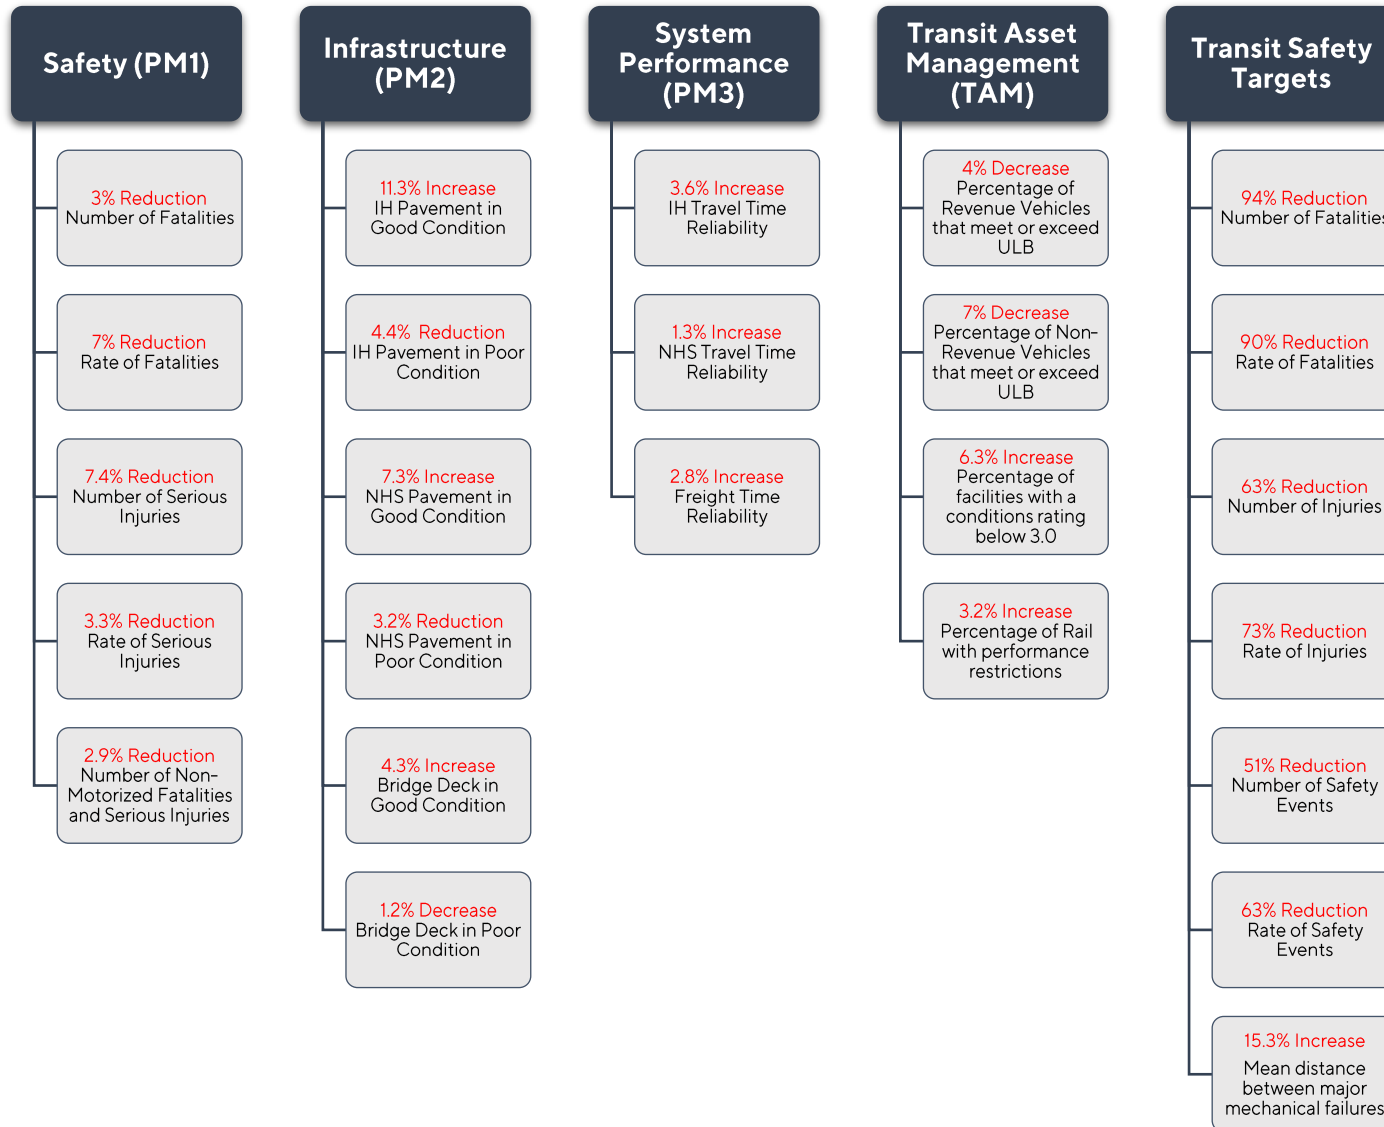 Safety (PM1)
3% Reduction
Number of Fatalities
7% Reduction
Rate of Fatalities
7.4% Reduction
Number of Serious
Injuries
3.3% Reduction
Rate of Serious
Injuries
2.9% Reduction
Number of Non-
Motorized Fatalities
and Serious Injuries
Infrastructure
(PM2)
11.3% Increase
IH Pavement in
Good Condition
4.4% Reduction
IH Pavement in Poor
Condition
7.3% Increase
NHS Pavement in
Good Condition
3.2% Reduction
NHS Pavement in
Poor Condition
4.3% Increase
Bridge Deck in
Good Condition
1.2% Decrease
Bridge Deck in Poor
Condition
System
Performance
(PM3)
3.6% Increase
IH Travel Time
Reliability
1.3% Increase
NHS Travel Time
Reliability
2.8% Increase
Freight Time
Reliability
Transit Asset
Management
(TAM)
4% Decrease
Percentage of
Revenue Vehicles
that meet or exceed
ULB
7% Decrease
Percentage of Non-
Revenue Vehicles
that meet or exceed
ULB
6.3% Increase
Percentage of
facilities with a
conditions rating
below 3.0
3.2% Increase
Percentage of Rail
with performance
restrictions
Transit Safety
Targets
94% Reduction
Number of Fatalities
90% Reduction
Rate of Fatalities
63% Reduction
Number of Injuries
73% Reduction
Rate of Injuries
51% Reduction
Number of Safety
Events
63% Reduction
Rate of Safety
Events
15.3% Increase
Mean distance
between major
mechanical failures